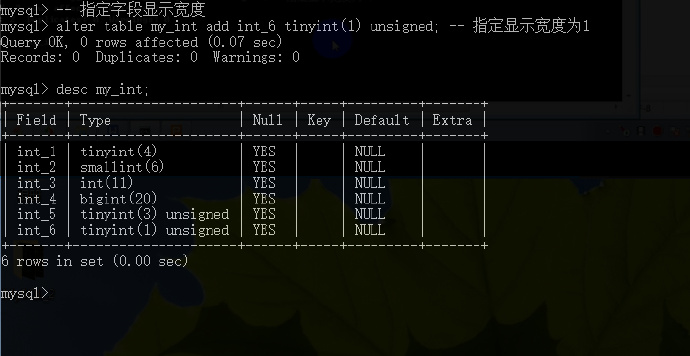 mysql> -- 指定字段显示宽度
mysql> alter table my_int add int_6 tinyint(1) unsigned; -- 指定显示宽度为1
Query OK, 0 rows affected (0.07 sec)
Records: 0  Duplicates: 0  Warnings: 0
mysql> desc my_int;
+-------+---------------------+------+-----+---------+-------+
| Field | Type                | Null | Key | Default | Extra |
+-------+---------------------+------+-----+---------+-------+
| int_1 | tinyint(4)          | YES  |     | NULL    |       |
| int_2 | smallint(6)         | YES  |     | NULL    |       |
| int_3 | int(11)             | YES  |     | NULL    |       |
| int_4 | bigint(20)          | YES  |     | NULL    |       |
| int_5 | tinyint(3) unsigned | YES  |     | NULL    |       |
| int_6 | tinyint(1) unsigned | YES  |     | NULL    |       |
+-------+---------------------+------+-----+---------+-------+
6 rows in set (0.00 sec)
mysql>